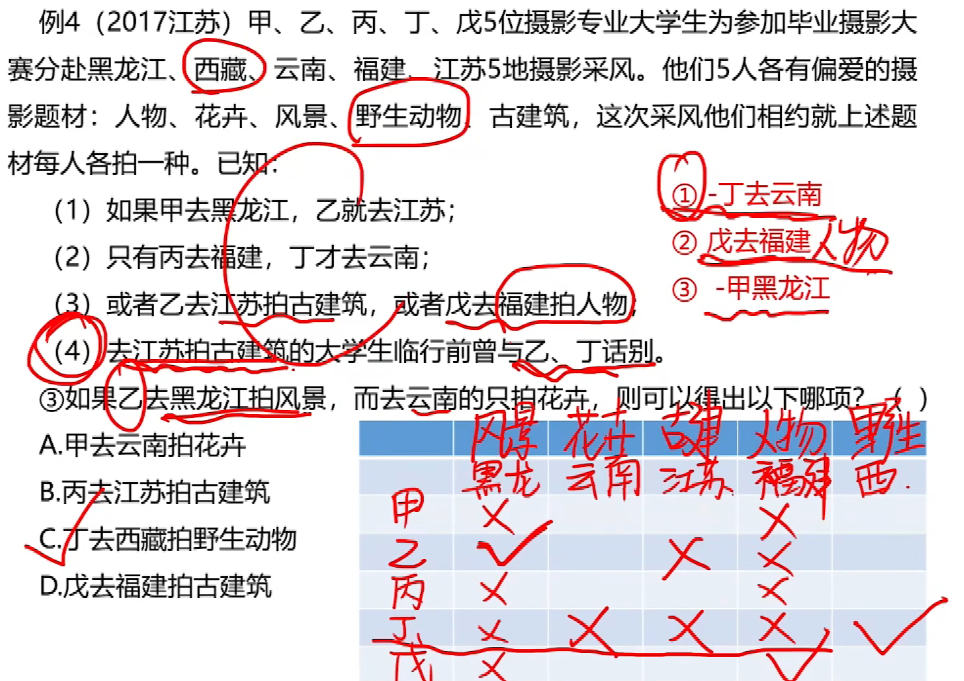 例4（2017江苏）甲、乙、丙、丁、戊5位摄影专业大学生为参加毕业摄影大
赛分赴黑龙江、西藏、云南、福建、江苏5地摄影采风。他们5人各有偏爱的摄
影题材：人物、花卉、风景、野生动物、古建筑，这次采风他们相约就上述题
材每人各拍一种。已知：
（1）如果甲去黑龙江，乙就去江苏；
（2）只有丙去福建，丁才去云南；
（3）或者乙去江苏拍古建筑，或者戊去福建拍人物；
（4）去江苏拍古建筑的大学生临行前曾与乙、丁话别。
① -丁去云南
② 戊去福建人物
③ -甲黑龙江
③如果乙去黑龙江拍风景，而去云南的只拍花卉，则可以得出以下哪项？（ ）
A.甲去云南拍花卉
B.丙去江苏拍古建筑
C.丁去西藏拍野生动物
D.戊去福建拍古建筑
风景 花卉 古建 人物 野生
黑龙 云南 江苏 福建 西
甲
乙
丙
丁
戊